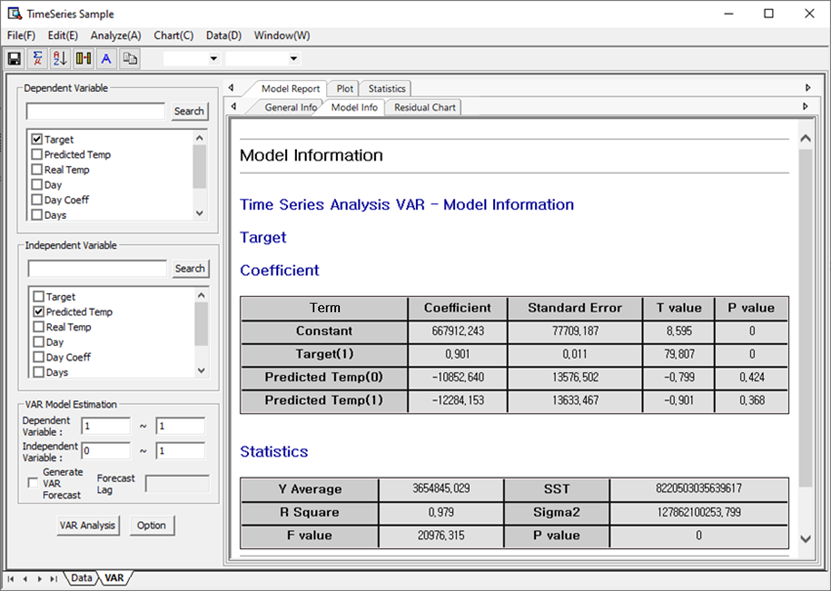 TimeSeries Sample
File(F) Edit(E) Analyze(A) Chart(C) Data(D) Window(W)
Dependent Variable
Search
Target
Predicted Temp
Real Temp
Day
Day Coeff
Days
Independent Variable
Search
Target
Predicted Temp
Real Temp
Day
Day Coeff
Days
VAR Model Estimation
Dependent Variable : 1 ~ 1
Independent Variable : 0 ~ 1
Generate VAR Forecast
Forecast Lag
VAR Analysis Option
Model Report Plot Statistics
General Info Model Info Residual Chart
Model Information
Time Series Analysis VAR - Model Information
Target
Coefficient
Term Coefficient Standard Error T value P value
Constant 667912,243 77709,187 8,595 0
Target(1) 0,901 0,011 79,807 0
Predicted Temp(0) -10852,640 13576,502 -0,799 0,424
Predicted Temp(1) -12284,153 13633,467 -0,901 0,368
Statistics
Y Average 3654845,029 SST 8220503035639617
R Square 0,979 Sigma2 127862100253,799
F value 20976,315 P value 0
Data VAR